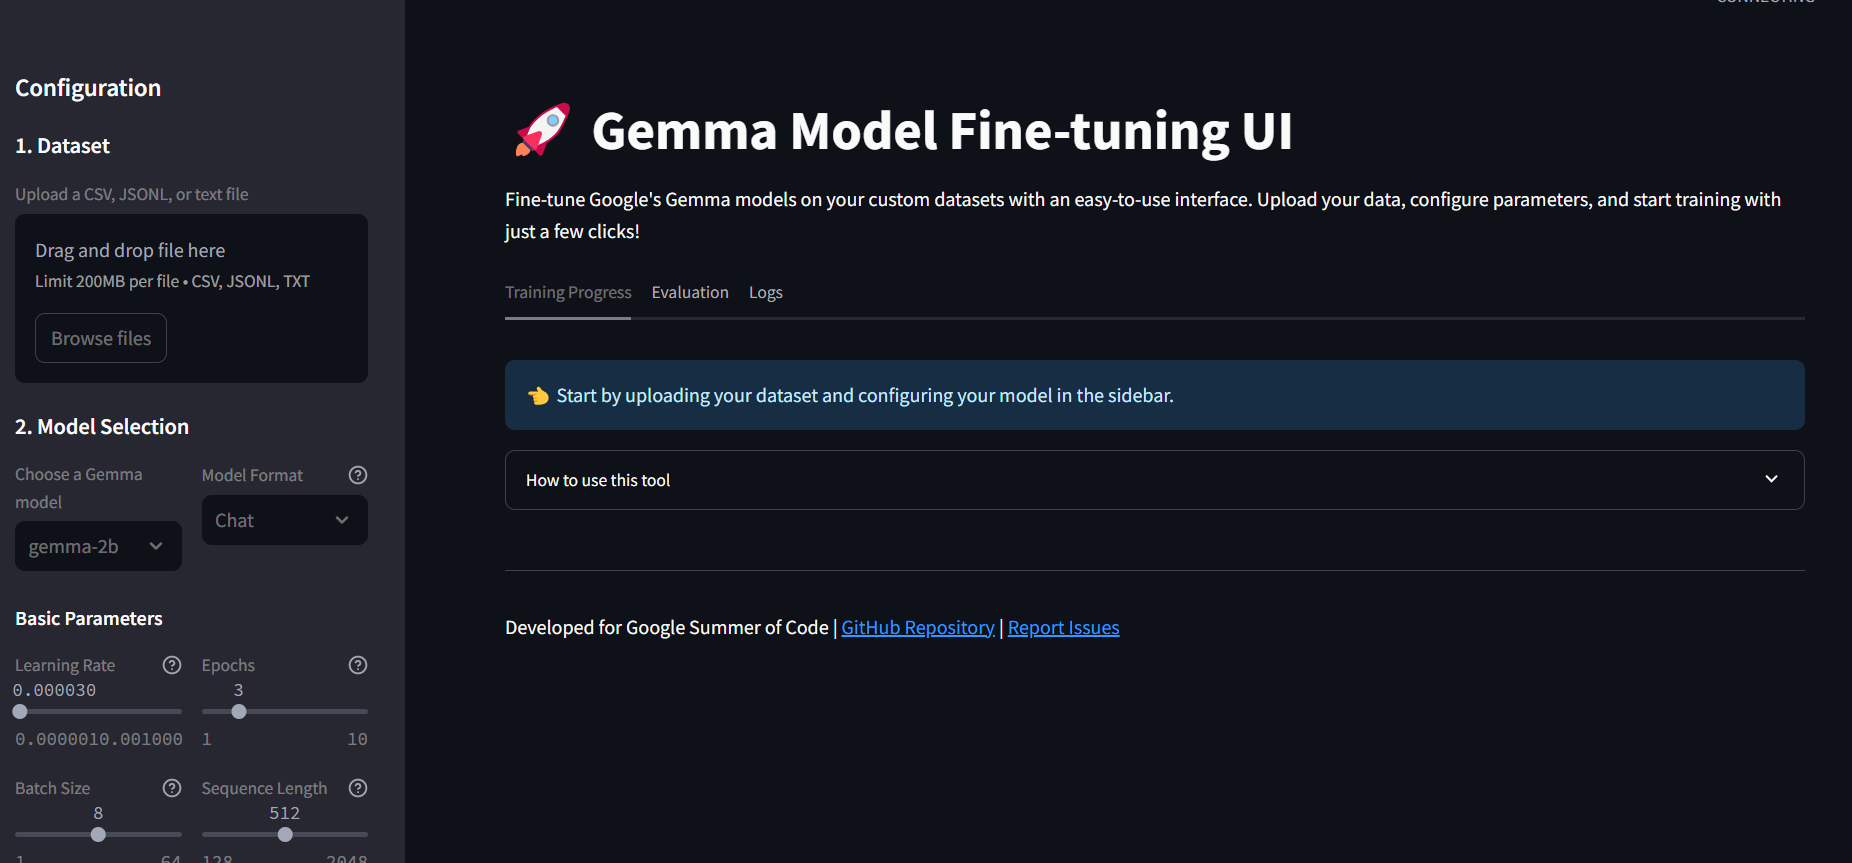 CONNECTING
Configuration
1. Dataset
Upload a CSV, JSONL, or text file
Drag and drop file here
Limit 200MB per file • CSV, JSONL, TXT
Browse files
2. Model Selection
Choose a Gemma
model
gemma-2b
Model Format
Chat
Basic Parameters
Learning Rate
0.000030
0.0000010.001000
Epochs
3
1 10
Batch Size
8
1 64
Sequence Length
512
128 2048
🚀 Gemma Model Fine-tuning UI
Fine-tune Google's Gemma models on your custom datasets with an easy-to-use interface. Upload your data, configure parameters, and start training with
just a few clicks!
Training Progress Evaluation Logs
👈 Start by uploading your dataset and configuring your model in the sidebar.
How to use this tool
Developed for Google Summer of Code | GitHub Repository | Report Issues